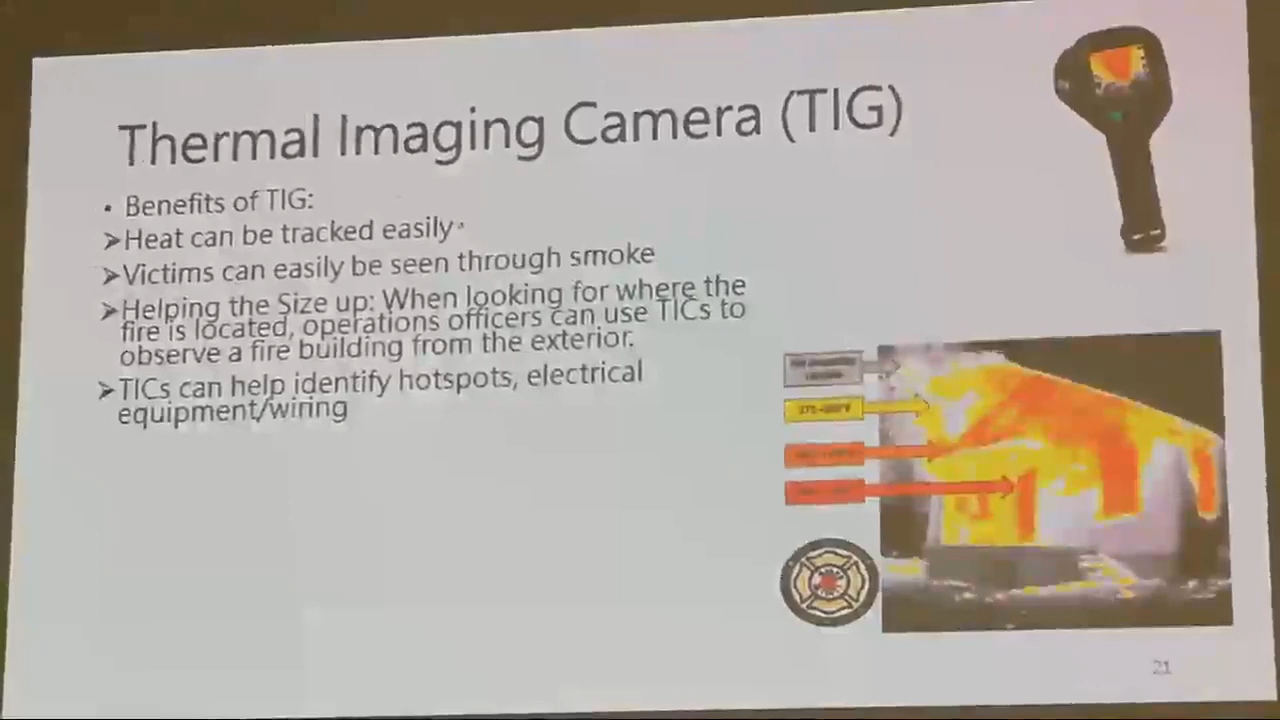 Thermal Imaging Camera (TIG)
• Benefits of TIG:
➢Heat can be tracked easily
➢Victims can easily be seen through smoke
➢Helping the Size up: When looking for where the
fire is located, operations officers can use TICs to
observe a fire building from the exterior.
➢TICs can help identify hotspots, electrical
equipment/wiring
21